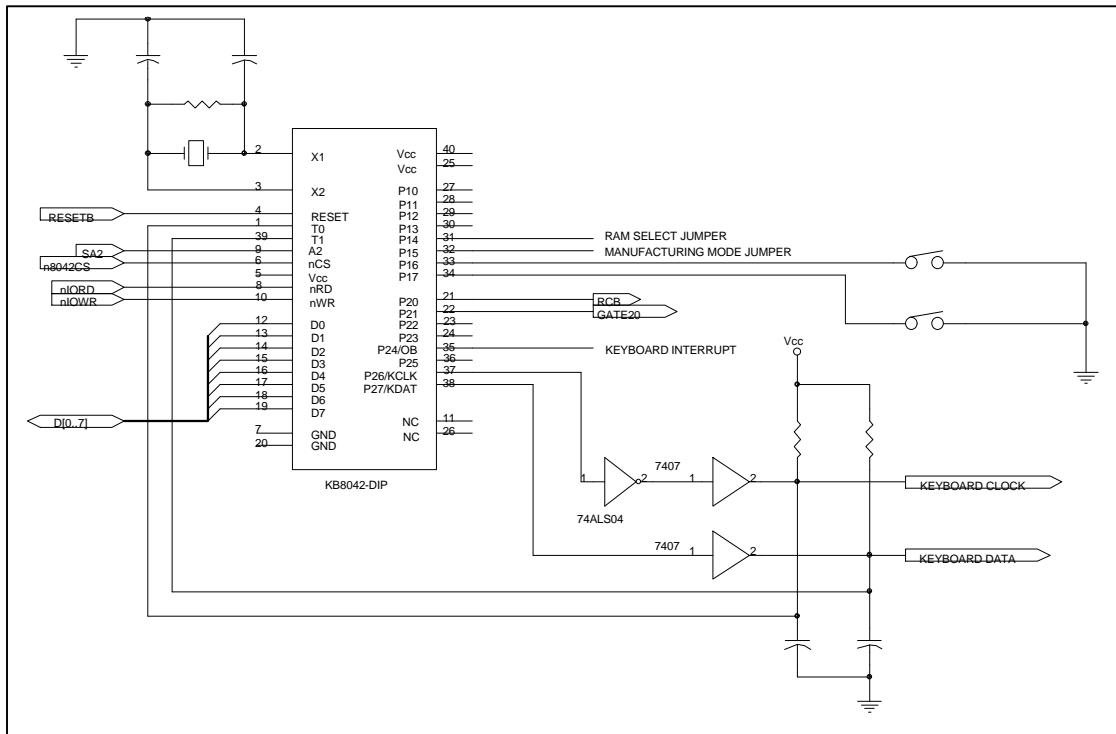 2 X1 Vcc 40
Vcc 25
3 X2 P10 27
P11 28
RESETB 4 RESET P12 29
1 T0 P13 30
39 T1 P14 31 RAM SELECT JUMPER
SA2 9 A2 P15 32 MANUFACTURING MODE JUMPER
n8042CS 6 nCS P16 33
5 Vcc P17 34
nIORD 8 nRD
nIOWR 10 nWR P20 21 RCB
P21 22 GATE20
12 D0 P22 23
13 D1 P23 24
14 D2 P24/OB 35 KEYBOARD INTERRUPT
15 D3 P25 36
16 D4 P26/KCLK 37
17 D5 P27/KDAT 38
18 D6
19 D7
D[0..7] NC 11
7 GND NC 26
20 GND
KB8042-DIP
Vcc
1 2 7407 1 2 KEYBOARD CLOCK
74ALS04
7407 1 2 KEYBOARD DATA